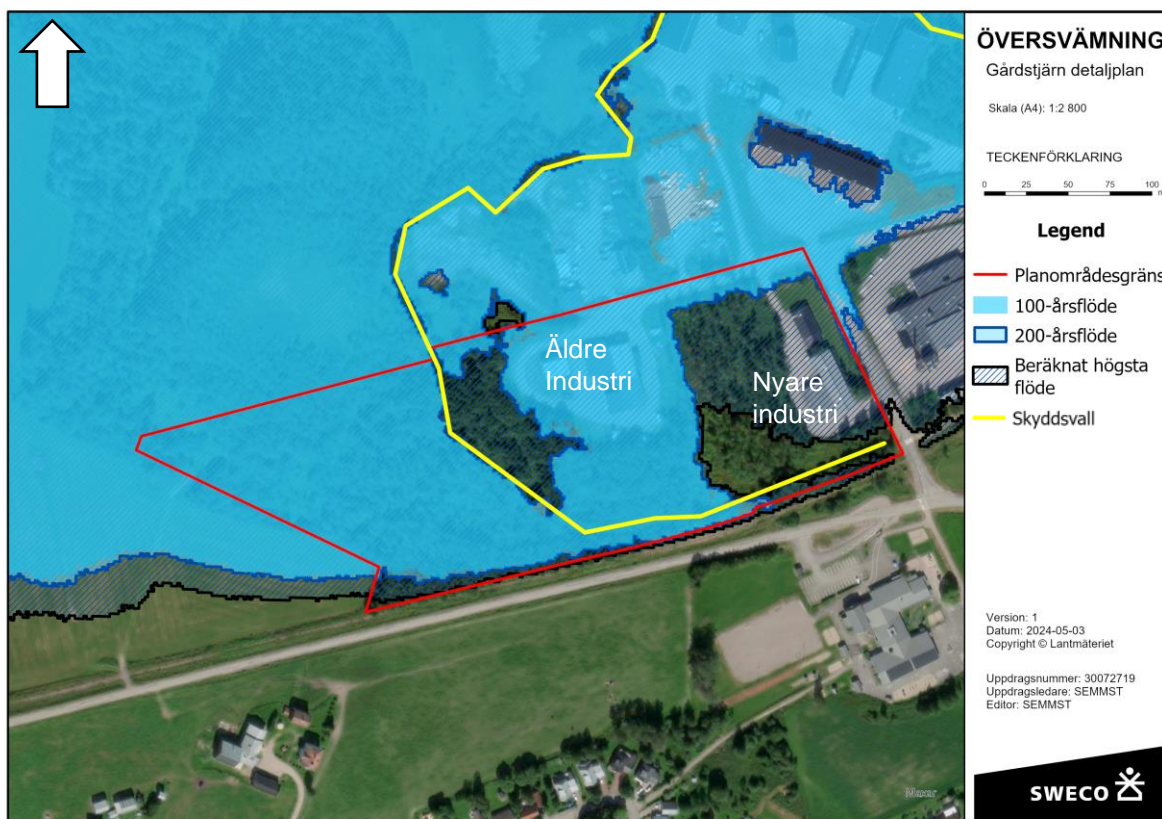 ÖVERSVÄMNING
Gårdstjärn detaljplan
Skala (A4): 1:2 800
TECKENFÖRKLARING
0 25 50 75 100
m
Legend
Planområdesgräns
100-årsflöde
200-årsflöde
Beräknat högsta
flöde
Skyddsvall
Äldre
Industri
Nyare
industri
Version: 1
Datum: 2024-05-03
Copyright © Lantmäteriet
Uppdragsnummer: 30072719
Uppdragsledare: SEMMST
Editor: SEMMST
SWECO